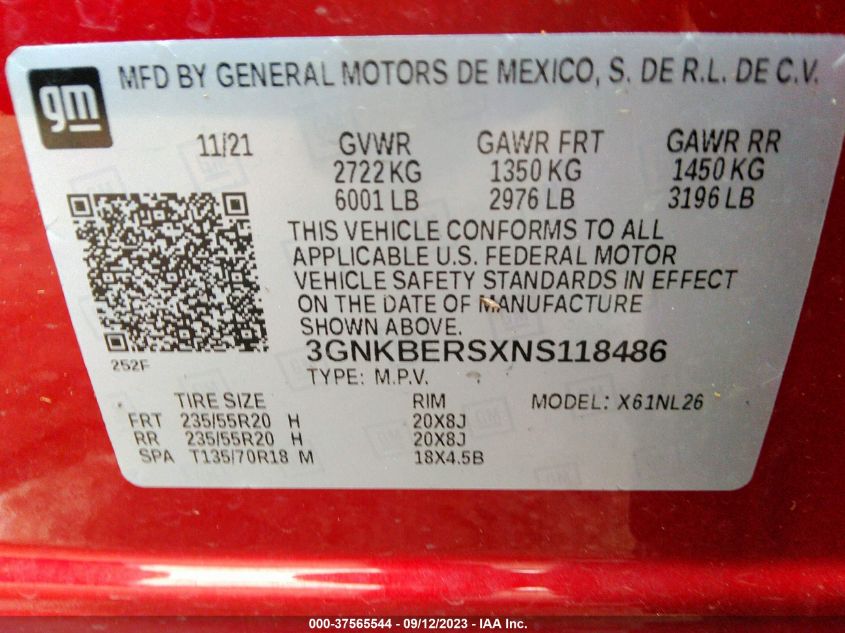 gm
MFD BY GENERAL MOTORS DE MEXICO, S. DE R.L. DE C.V.
11/21 GVWR GAWR FRT GAWR RR
2722 KG 1350 KG 1450 KG
6001 LB 2976 LB 3196 LB
THIS VEHICLE CONFORMS TO ALL
APPLICABLE U.S. FEDERAL MOTOR
VEHICLE SAFETY STANDARDS IN EFFECT
ON THE DATE OF MANUFACTURE
SHOWN ABOVE.
3GNKBERSXNS118486
252F
TYPE: M.P.V.
TIRE SIZE RIM MODEL: X61NL26
FRT 235/55R20 H 20X8J
RR 235/55R20 H 20X8J
SPA T135/70R18 M 18X4.5B
000-37565544 - 09/12/2023 - IAA Inc.